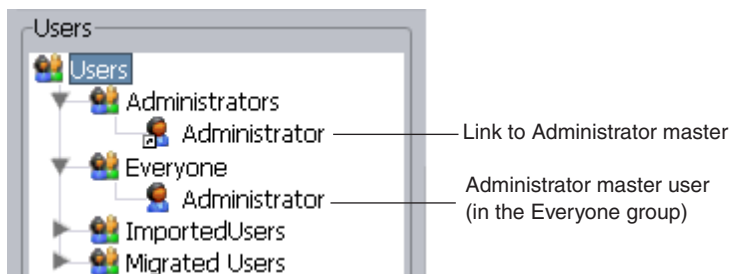 Users
Users
Administrators
Administrator
Link to Administrator master
Everyone
Administrator
Administrator master user
(in the Everyone group)
ImportedUsers
Migrated Users